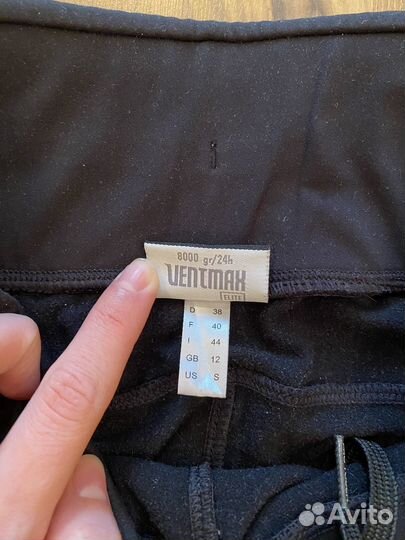 8000 gr/24h
VENTMAX
ELITE
D 38
F 40
I 44
GB 12
US S
Avito